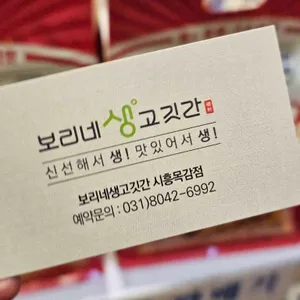 보리네 생고깃간
신선해서 생! 맛있어서 생!
보리네생고깃간 시흥목감점
예약문의 : 031)8042-6992